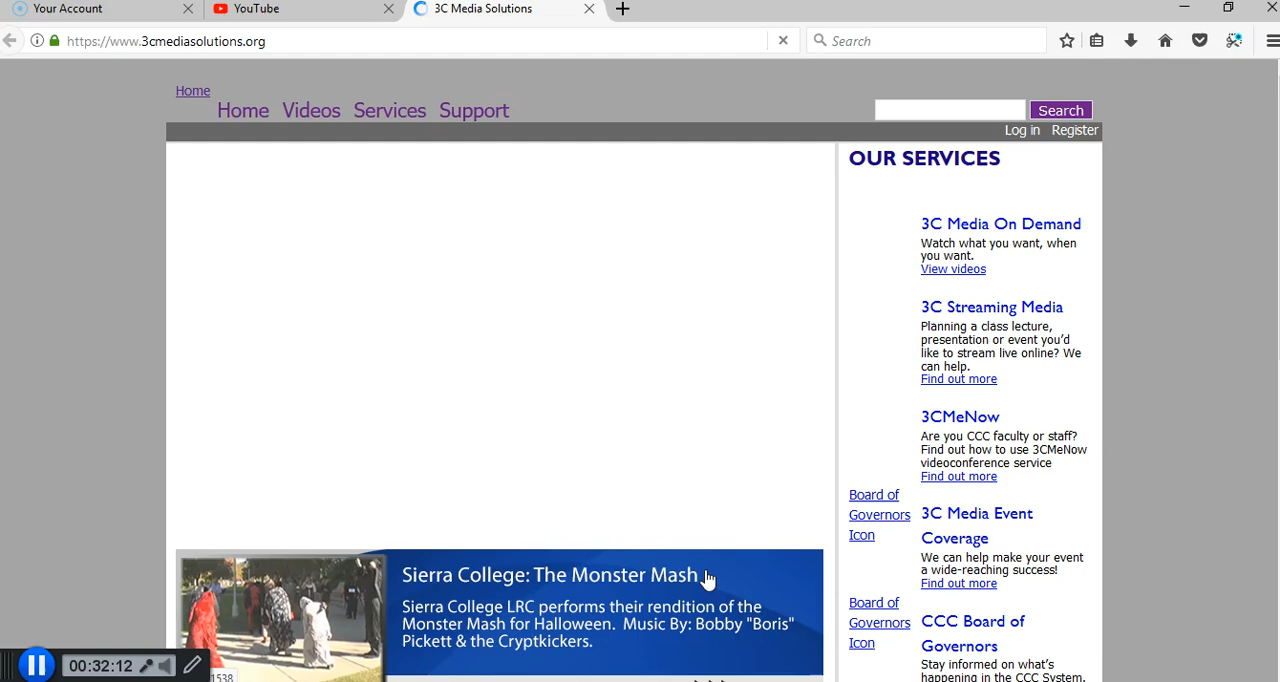 Your Account
YouTube
3C Media Solutions
https://www.3cmediasolutions.org
Search
Home
Home Videos Services Support
Search
Log in Register
OUR SERVICES
3C Media On Demand
Watch what you want, when
you want.
View videos
3C Streaming Media
Planning a class lecture,
presentation or event you'd
like to stream live online? We
can help.
Find out more
3CMeNow
Are you CCC faculty or staff?
Find out how to use 3CMeNow
videoconference service
Find out more
Board of
Governors
Icon
3C Media Event
Coverage
We can help make your event
a wide-reaching success!
Find out more
Board of
Governors
Icon
CCC Board of
Governors
Stay informed on what's
happening in the CCC System,
Sierra College: The Monster Mash
Sierra College LRC performs their rendition of the
Monster Mash for Halloween. Music By: Bobby "Boris"
Pickett & the Cryptkickers.
00:32:12
1538